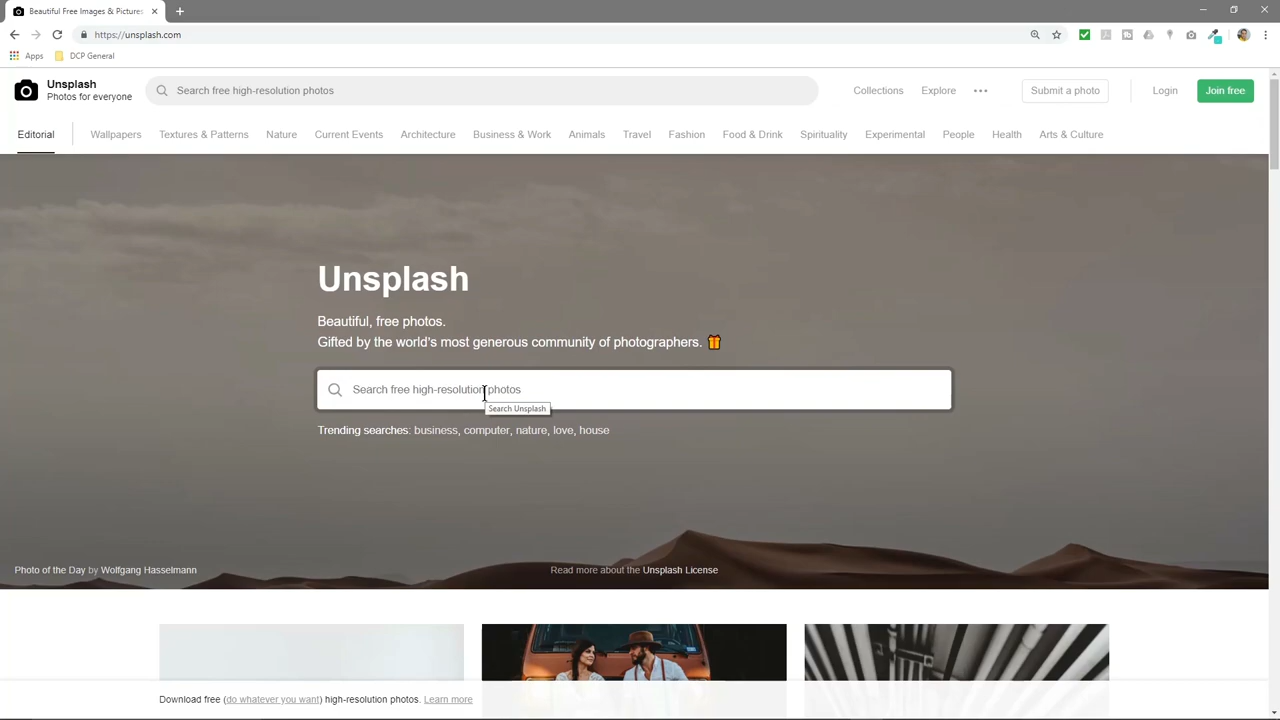 Beautiful Free Images & Pictures
https://unsplash.com
Apps
DCP General
Unsplash
Photos for everyone
Search free high-resolution photos
Collections
Explore
Submit a photo
Login
Join free
Editorial
Wallpapers
Textures & Patterns
Nature
Current Events
Architecture
Business & Work
Animals
Travel
Fashion
Food & Drink
Spirituality
Experimental
People
Health
Arts & Culture
Unsplash
Beautiful, free photos.
Gifted by the world's most generous community of photographers. 🎁
Search free high-resolution photos
Search Unsplash
Trending searches: business, computer, nature, love, house
Photo of the Day by Wolfgang Hasselmann
Read more about the Unsplash License
Download free (do whatever you want) high-resolution photos. Learn more